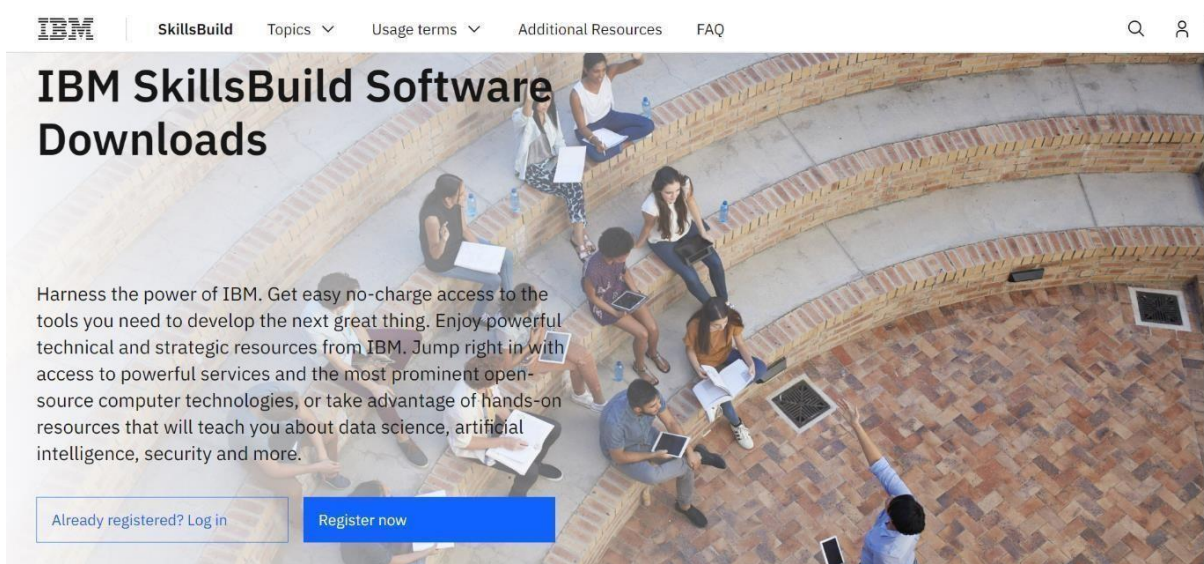 IBM SkillsBuild Topics Usage terms Additional Resources FAQ
IBM SkillsBuild Software
Downloads
Harness the power of IBM. Get easy no-charge access to the
tools you need to develop the next great thing. Enjoy powerful
technical and strategic resources from IBM. Jump right in with
access to powerful services and the most prominent open-
source computer technologies, or take advantage of hands-on
resources that will teach you about data science, artificial
intelligence, security and more.
Already registered? Log in Register now